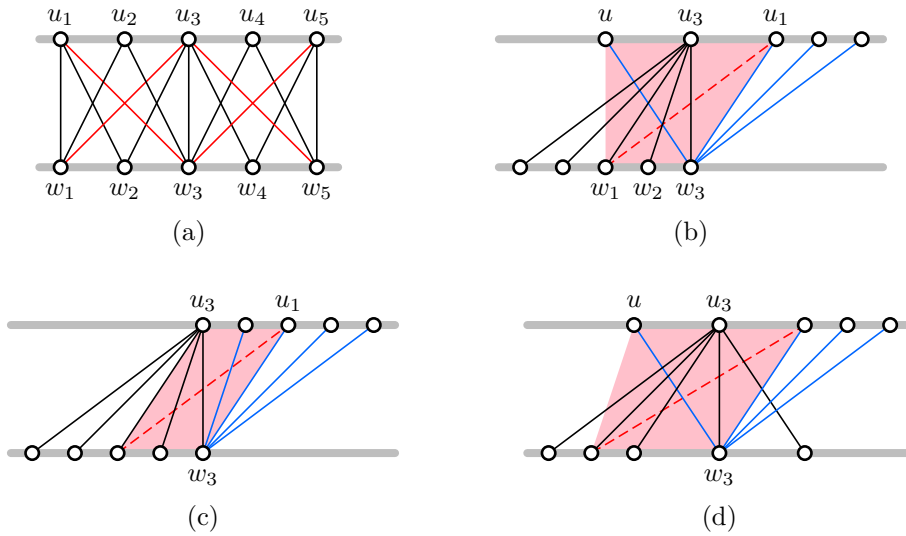 u₁ u₂ u₃ u₄ u₅
w₁ w₂ w₃ w₄ w₅
(a)
u u₃ u₁
w₁ w₂ w₃
(b)
u₃ u₁
w₃
(c)
u u₃
w₃
(d)